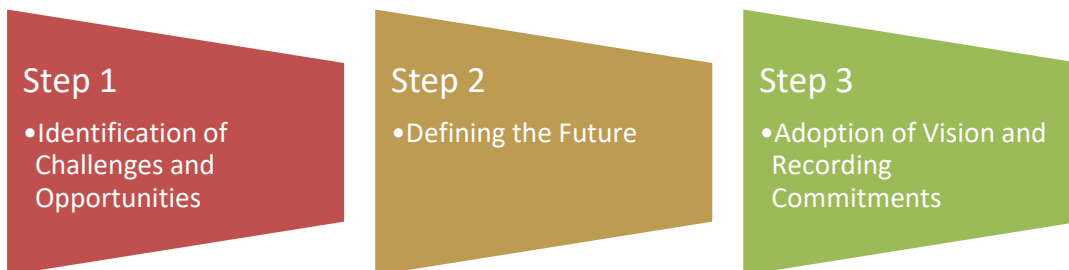 Step 1
•Identification of
Challenges and
Opportunities
Step 2
•Defining the Future
Step 3
•Adoption of Vision and
Recording
Commitments